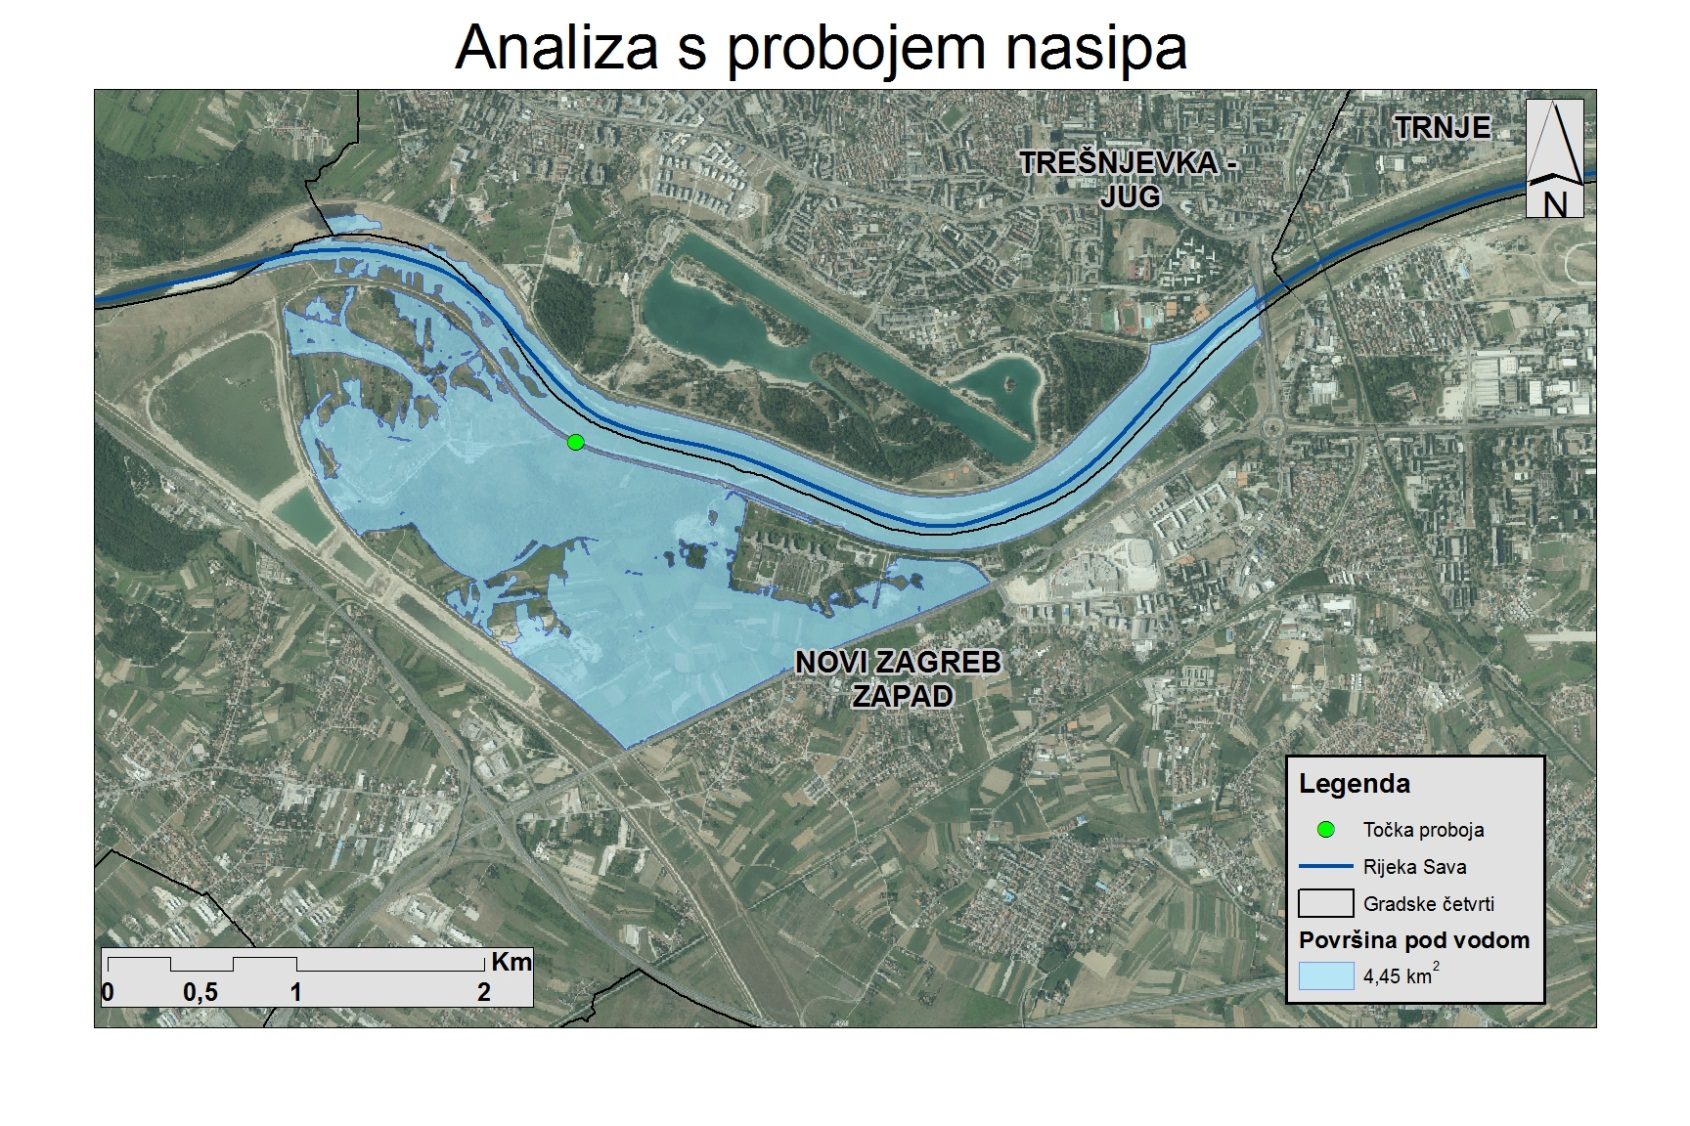 Analiza s probojem nasipa
TRNJE
TREŠNJEVKA -
JUG
N
NOVI ZAGREB
ZAPAD
Legenda
Točka proboja
Rijeka Sava
Gradske četvrti
Površina pod vodom
4,45 km²
Km
0 0,5 1 2